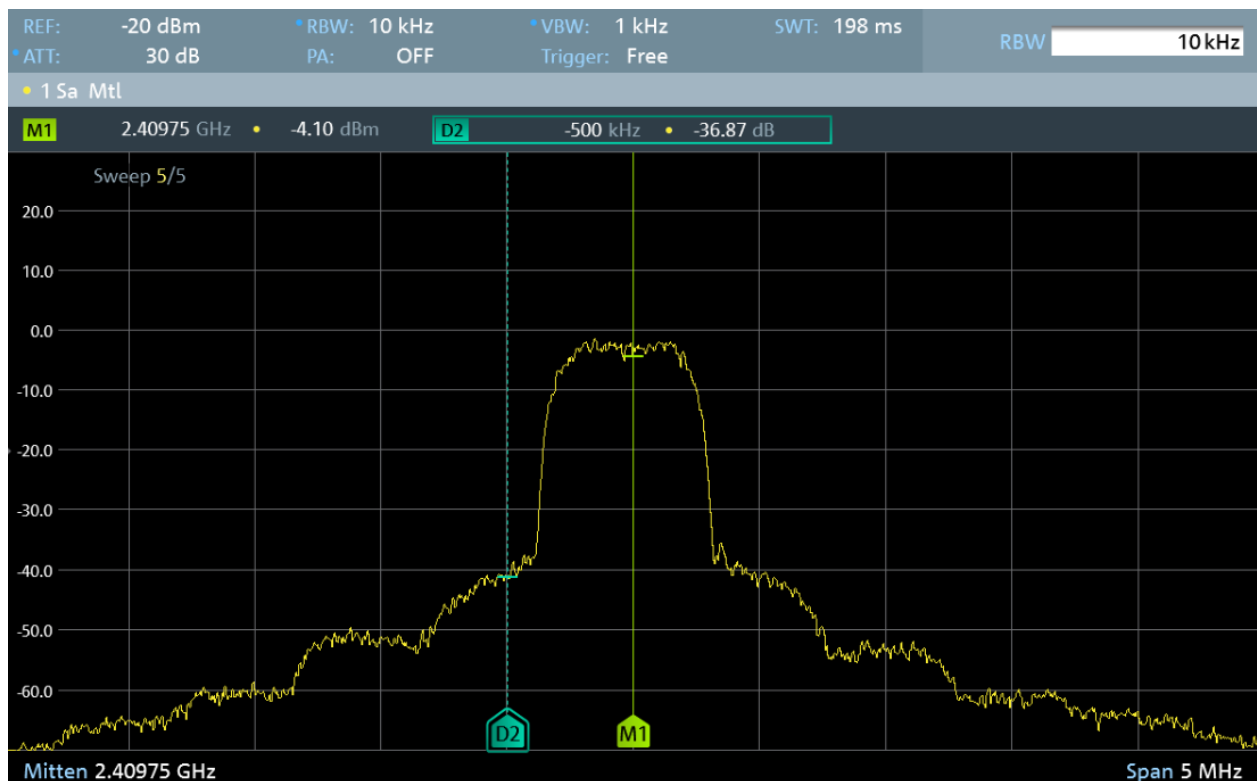 REF: -20 dBm RBW: 10 kHz VBW: 1 kHz SWT: 198 ms
ATT: 30 dB PA: OFF Trigger: Free
RBW 10 kHz
1 Sa Mtl
M1 2.40975 GHz • -4.10 dBm D2 -500 kHz • -36.87 dB
Sweep 5/5
20.0
10.0
0.0
-10.0
-20.0
-30.0
-40.0
-50.0
-60.0
D2 M1
Mitten 2.40975 GHz Span 5 MHz